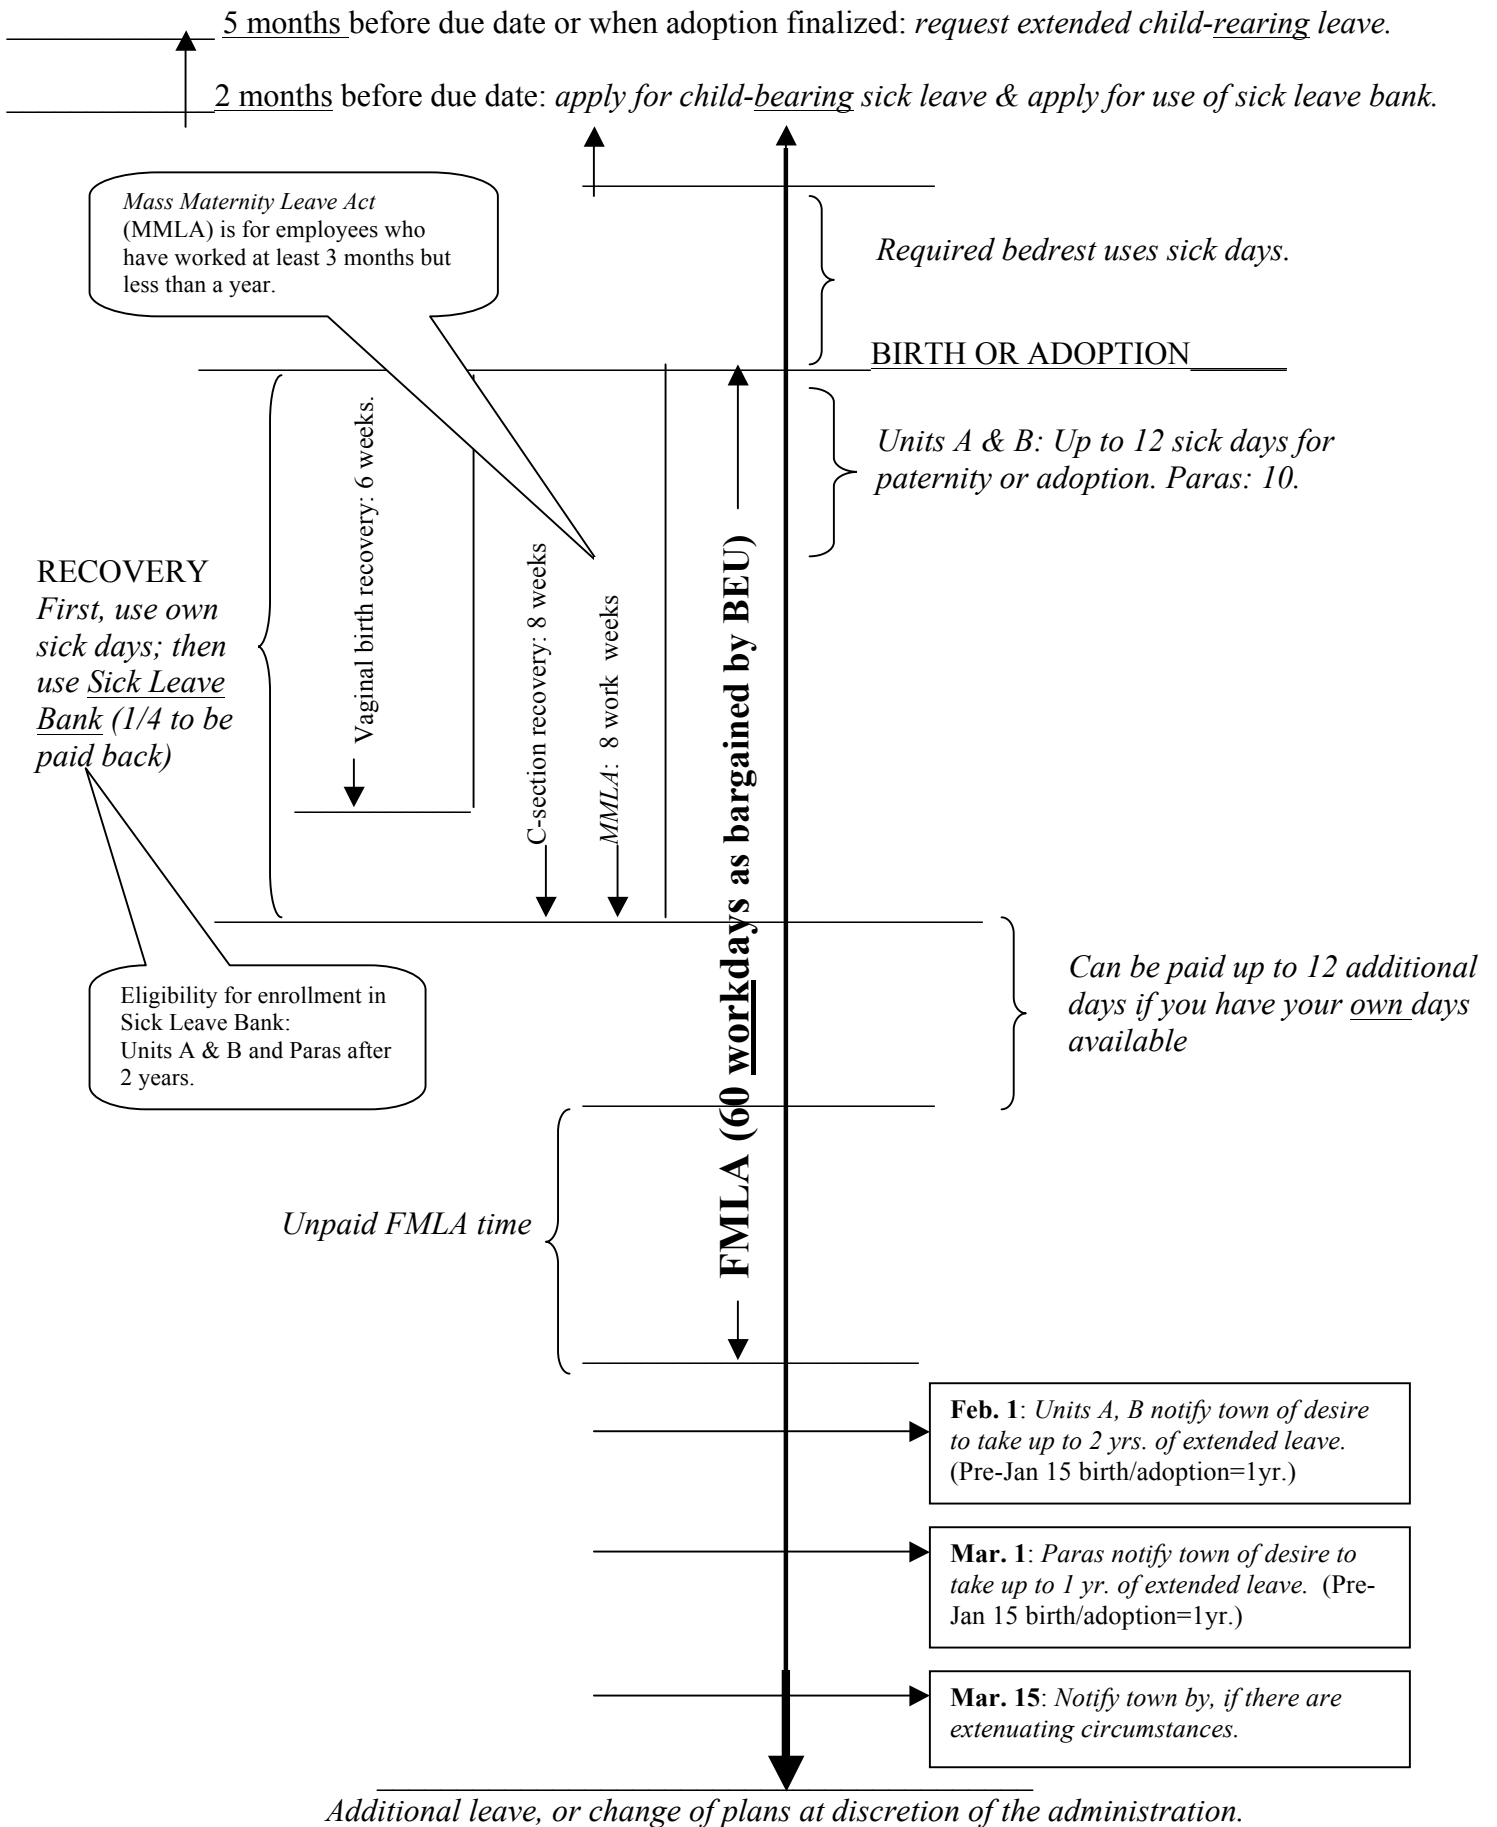 5 months before due date or when adoption finalized: request extended child-rearing leave.
2 months before due date: apply for child-bearing sick leave & apply for use of sick leave bank.
Mass Maternity Leave Act
(MMLA) is for employees who
have worked at least 3 months but
less than a year.
Required bedrest uses sick days.
BIRTH OR ADOPTION
Units A & B: Up to 12 sick days for
paternity or adoption. Paras: 10.
RECOVERY
First, use own
sick days; then
use Sick Leave
Bank (1/4 to be
paid back)
Vaginal birth recovery: 6 weeks.
C-section recovery: 8 weeks
MMLA: 8 work weeks
FMLA (60 workdays as bargained by BEU)
Eligibility for enrollment in
Sick Leave Bank:
Units A & B and Paras after
2 years.
Can be paid up to 12 additional
days if you have your own days
available
Unpaid FMLA time
Feb. 1: Units A, B notify town of desire
to take up to 2 yrs. of extended leave.
(Pre-Jan 15 birth/adoption=1yr.)
Mar. 1: Paras notify town of desire to
take up to 1 yr. of extended leave. (Pre-
Jan 15 birth/adoption=1yr.)
Mar. 15: Notify town by, if there are
extenuating circumstances.
Additional leave, or change of plans at discretion of the administration.